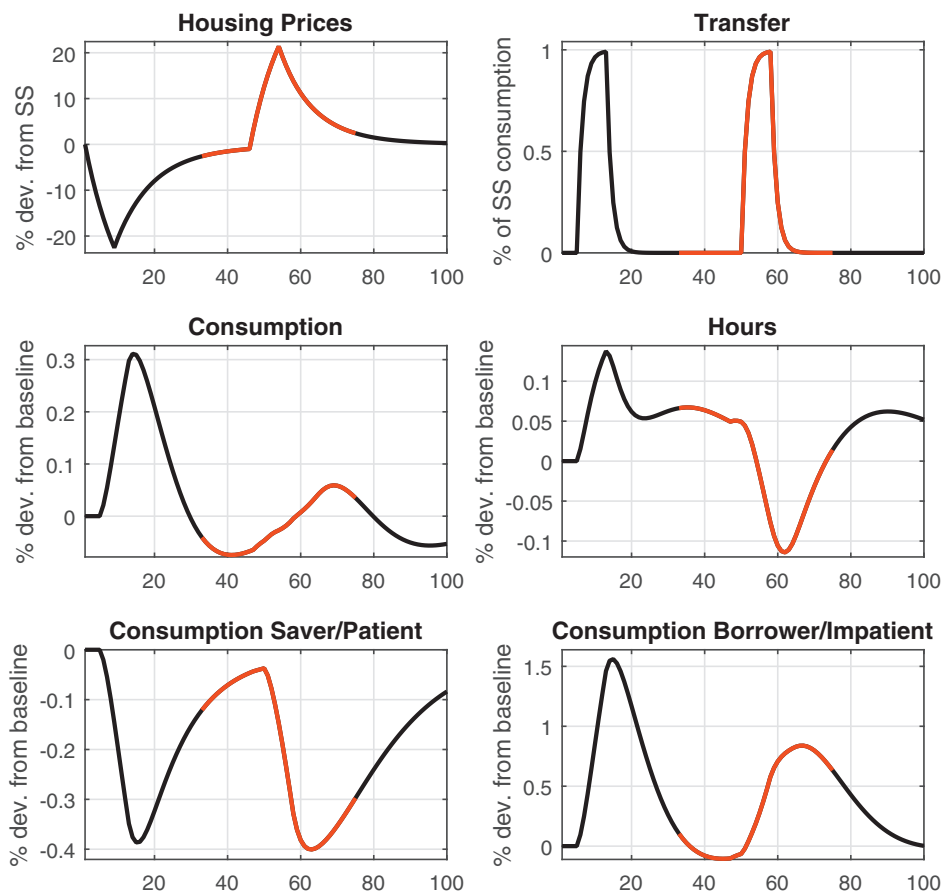 Housing Prices
% dev. from SS
20
10
0
-10
-20
20 40 60 80 100
Transfer
% of SS consumption
1
0.5
0
20 40 60 80 100
Consumption
% dev. from baseline
0.3
0.2
0.1
0
20 40 60 80 100
Hours
% dev. from baseline
0.1
0.05
0
-0.05
-0.1
20 40 60 80 100
Consumption Saver/Patient
% dev. from baseline
0
-0.1
-0.2
-0.3
-0.4
20 40 60 80 100
Consumption Borrower/Impatient
% dev. from baseline
1.5
1
0.5
0
20 40 60 80 100